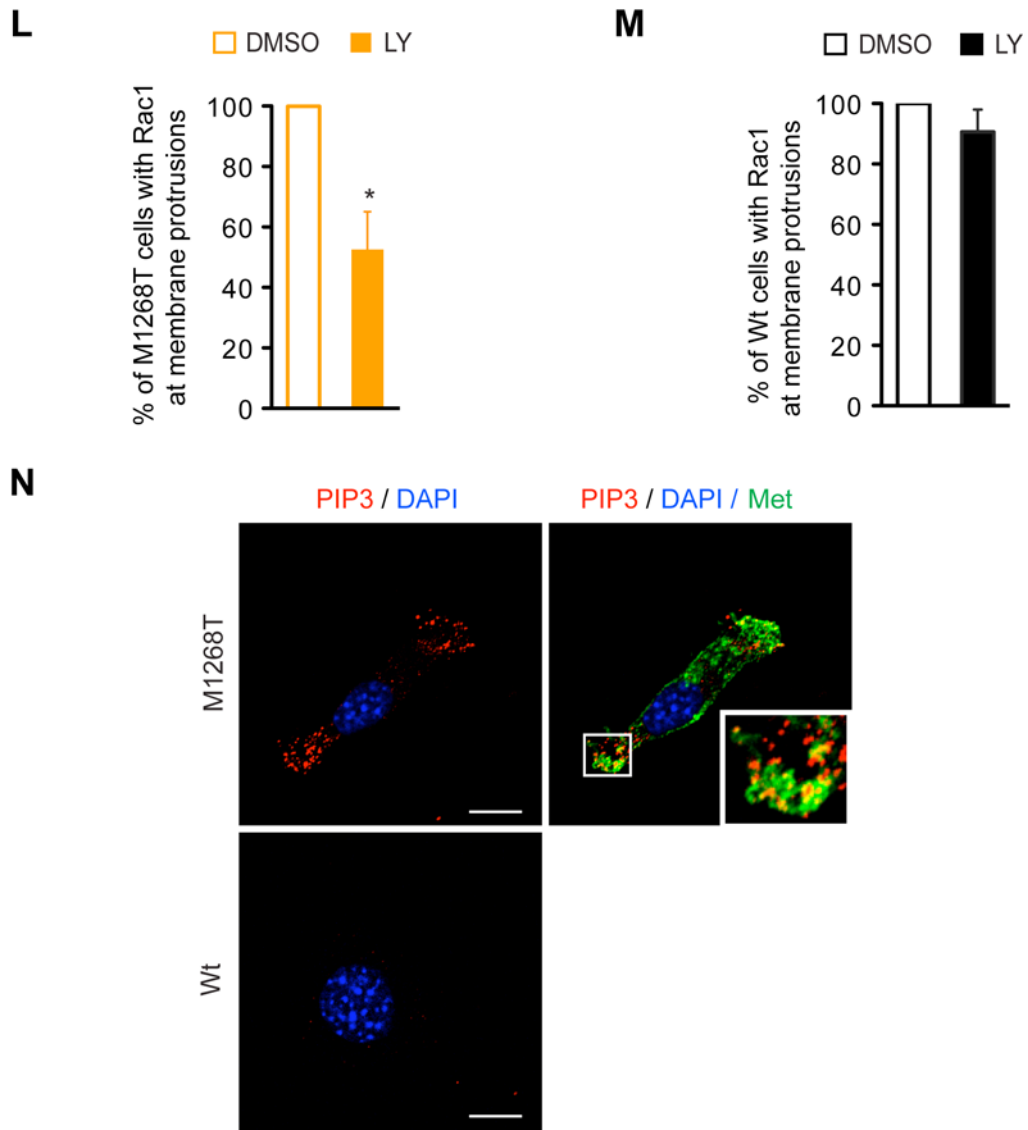 L
DMSO LY
% of M1268T cells with Rac1
at membrane protrusions
100
80
60
40
20
0
*
M
DMSO LY
% of Wt cells with Rac1
at membrane protrusions
100
80
60
40
20
0
N
PIP3 / DAPI
PIP3 / DAPI / Met
M1268T
Wt